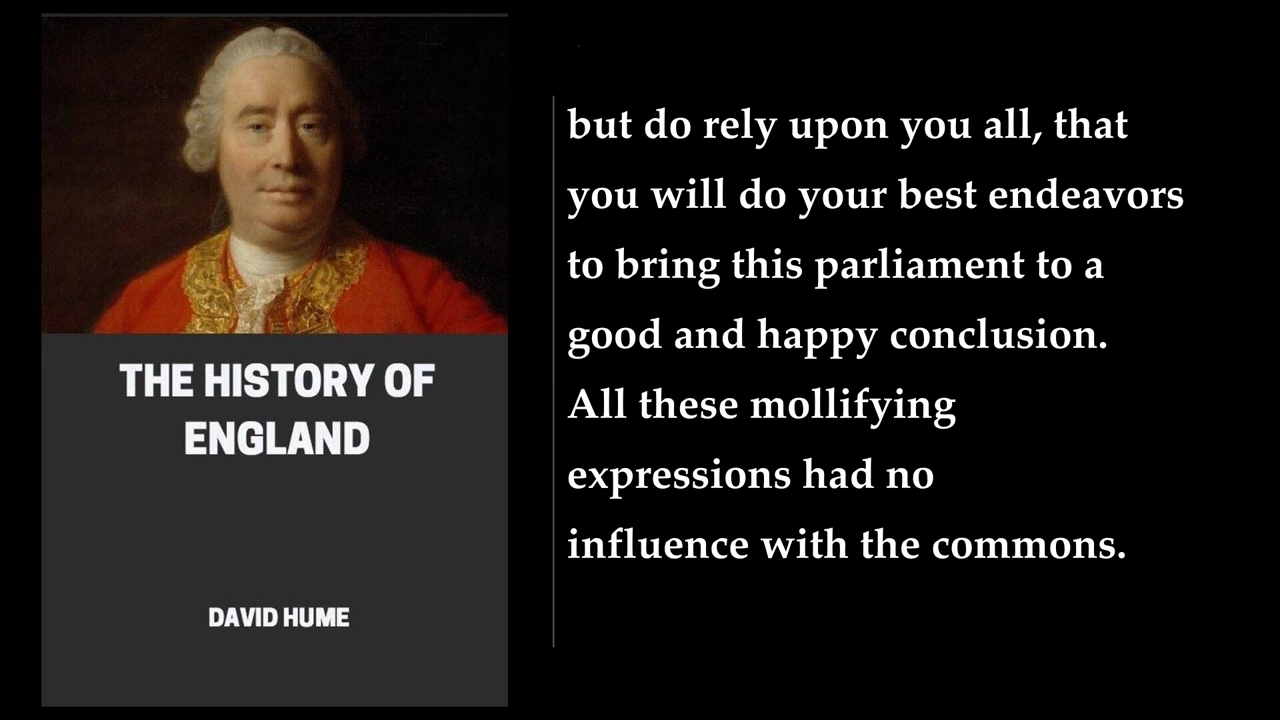 THE HISTORY OF
ENGLAND
DAVID HUME
but do rely upon you all, that
you will do your best endeavors
to bring this parliament to a
good and happy conclusion.
All these mollifying
expressions had no
influence with the commons.